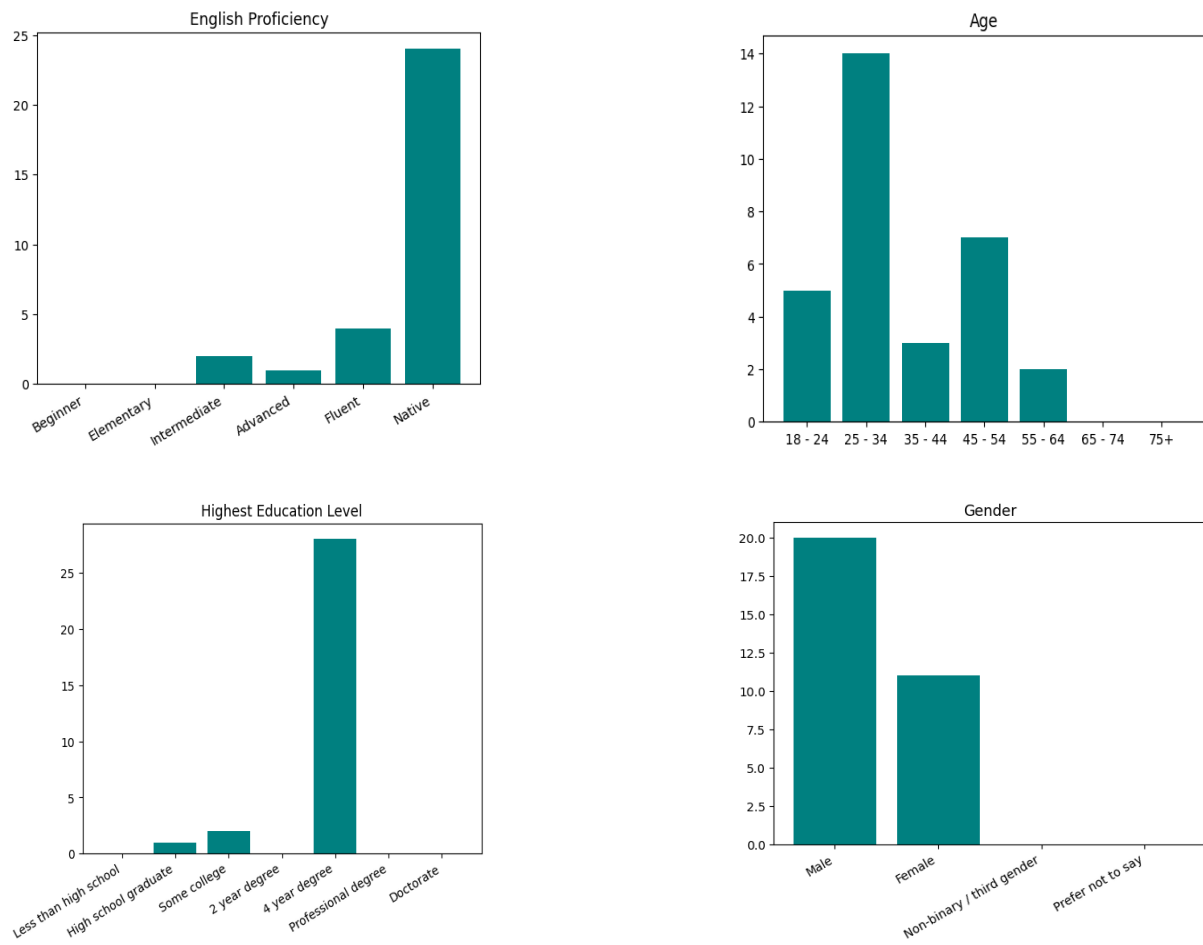 English Proficiency
25
20
15
10
5
0
Beginner
Elementary
Intermediate
Advanced
Fluent
Native
Age
14
12
10
8
6
4
2
0
18 - 24
25 - 34
35 - 44
45 - 54
55 - 64
65 - 74
75+
Highest Education Level
25
20
15
10
5
0
Less than high school
High school graduate
Some college
2 year degree
4 year degree
Professional degree
Doctorate
Gender
20.0
17.5
15.0
12.5
10.0
7.5
5.0
2.5
0.0
Male
Female
Non-binary / third gender
Prefer not to say